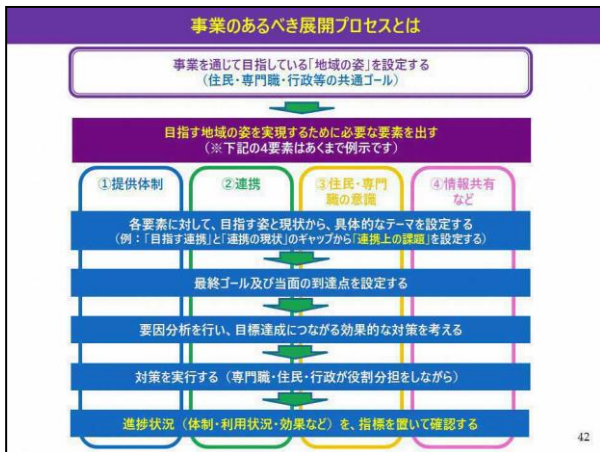 事業のあるべき展開プロセスとは
事業を通じて目指している「地域の姿」を設定する
(住民・専門職・行政等の共通ゴール)
目指す地域の姿を実現するために必要な要素を出す
(※下記の4要素はあくまで例示です)
①提供体制
②連携
③住民・専門
職の意識
④情報共有
など
各要素に対して、目指す姿と現状から、具体的なテーマを設定する
(例:「目指す連携」と「連携の現状」のギャップから「連携上の課題」を設定する)
最終ゴール及び当面の到達点を設定する
要因分析を行い、目標達成につながる効果的な対策を考える
対策を実行する(専門職・住民・行政が役割分担をしながら)
進捗状況(体制・利用状況・効果など)を、指標を置いて確認する
42